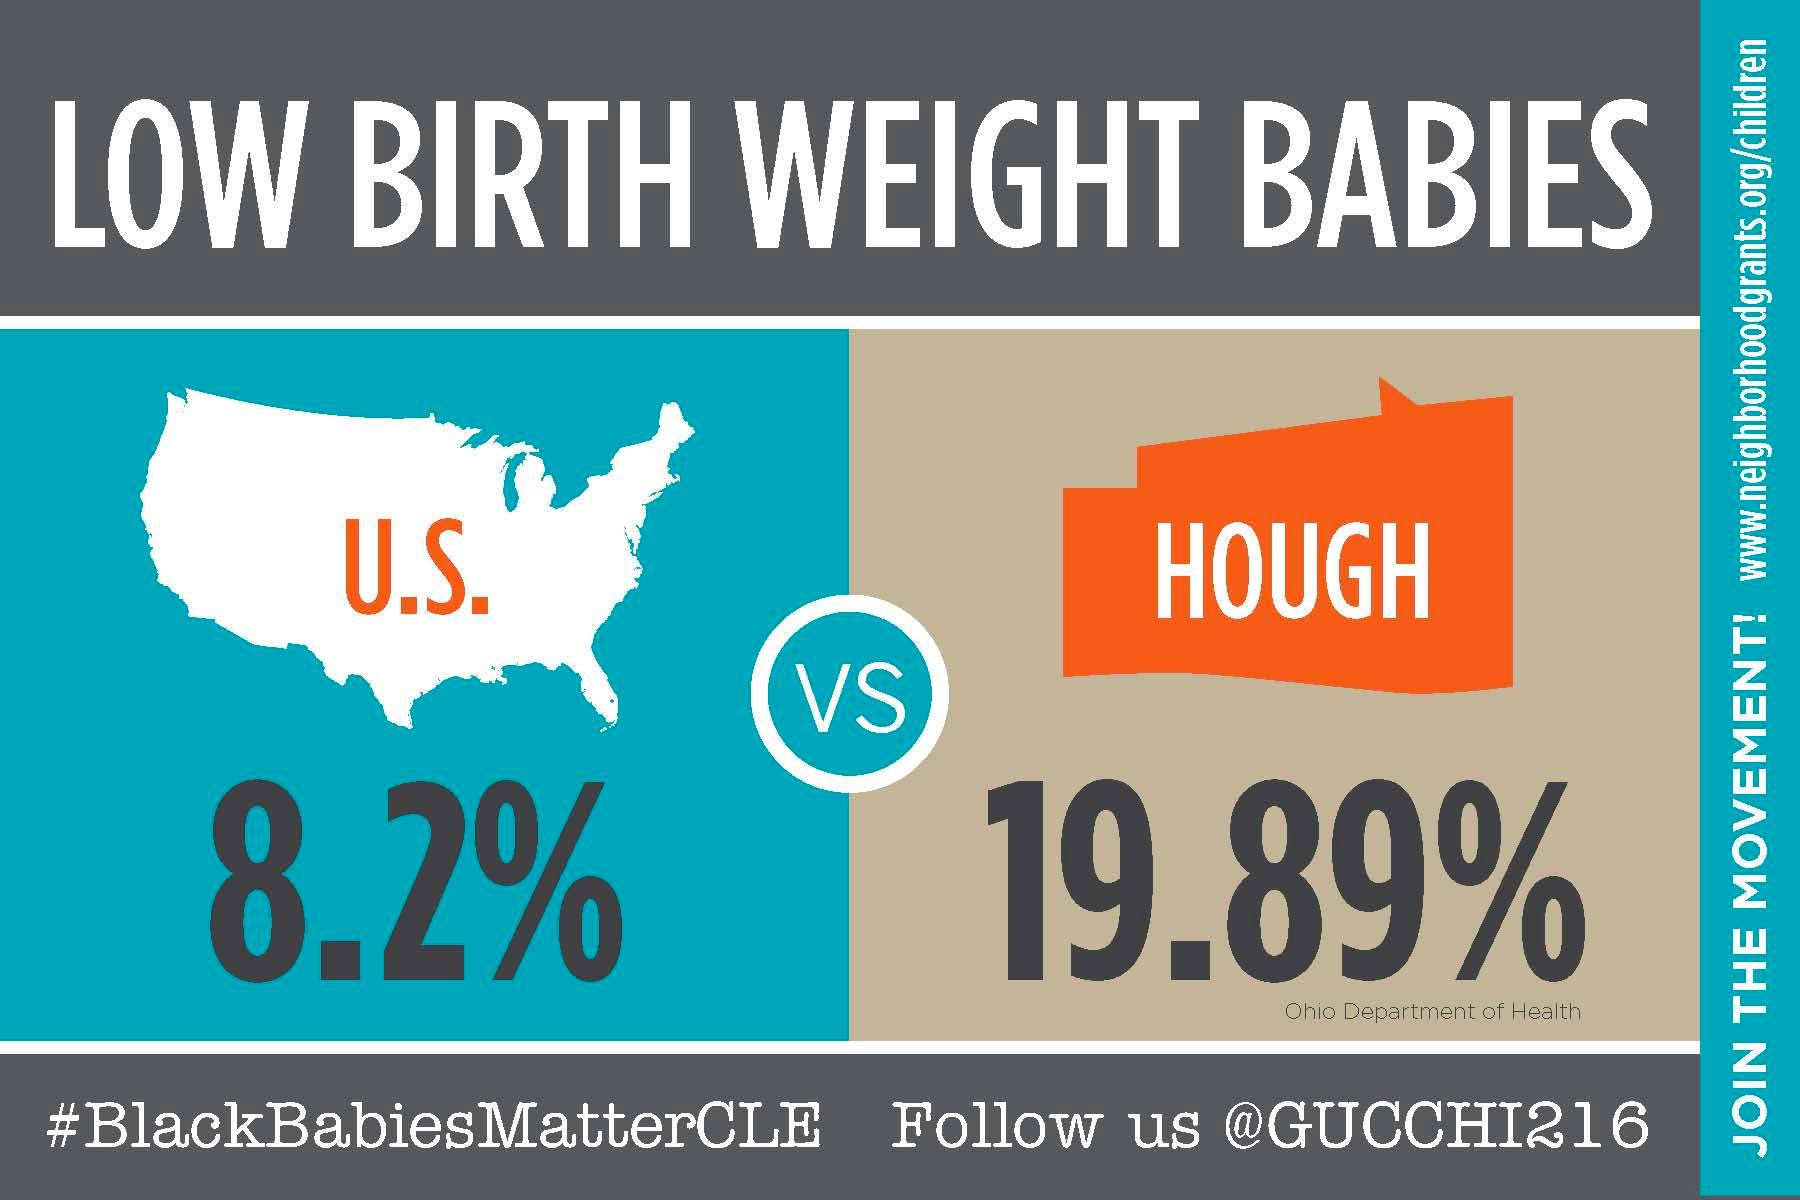 LOW BIRTH WEIGHT BABIES
U.S.
HOUGH
VS
8.2%
19.89%
Ohio Department of Health
#BlackBabiesMatterCLE Follow us @GUCCHI216
JOIN THE MOVEMENT! www.neighborhoodgrants.org/children